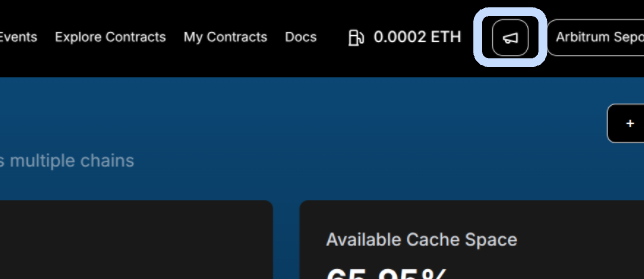 Events Explore Contracts My Contracts Docs 0.0002 ETH Arbitrum Sepo
+
s multiple chains
Available Cache Space
65.95%